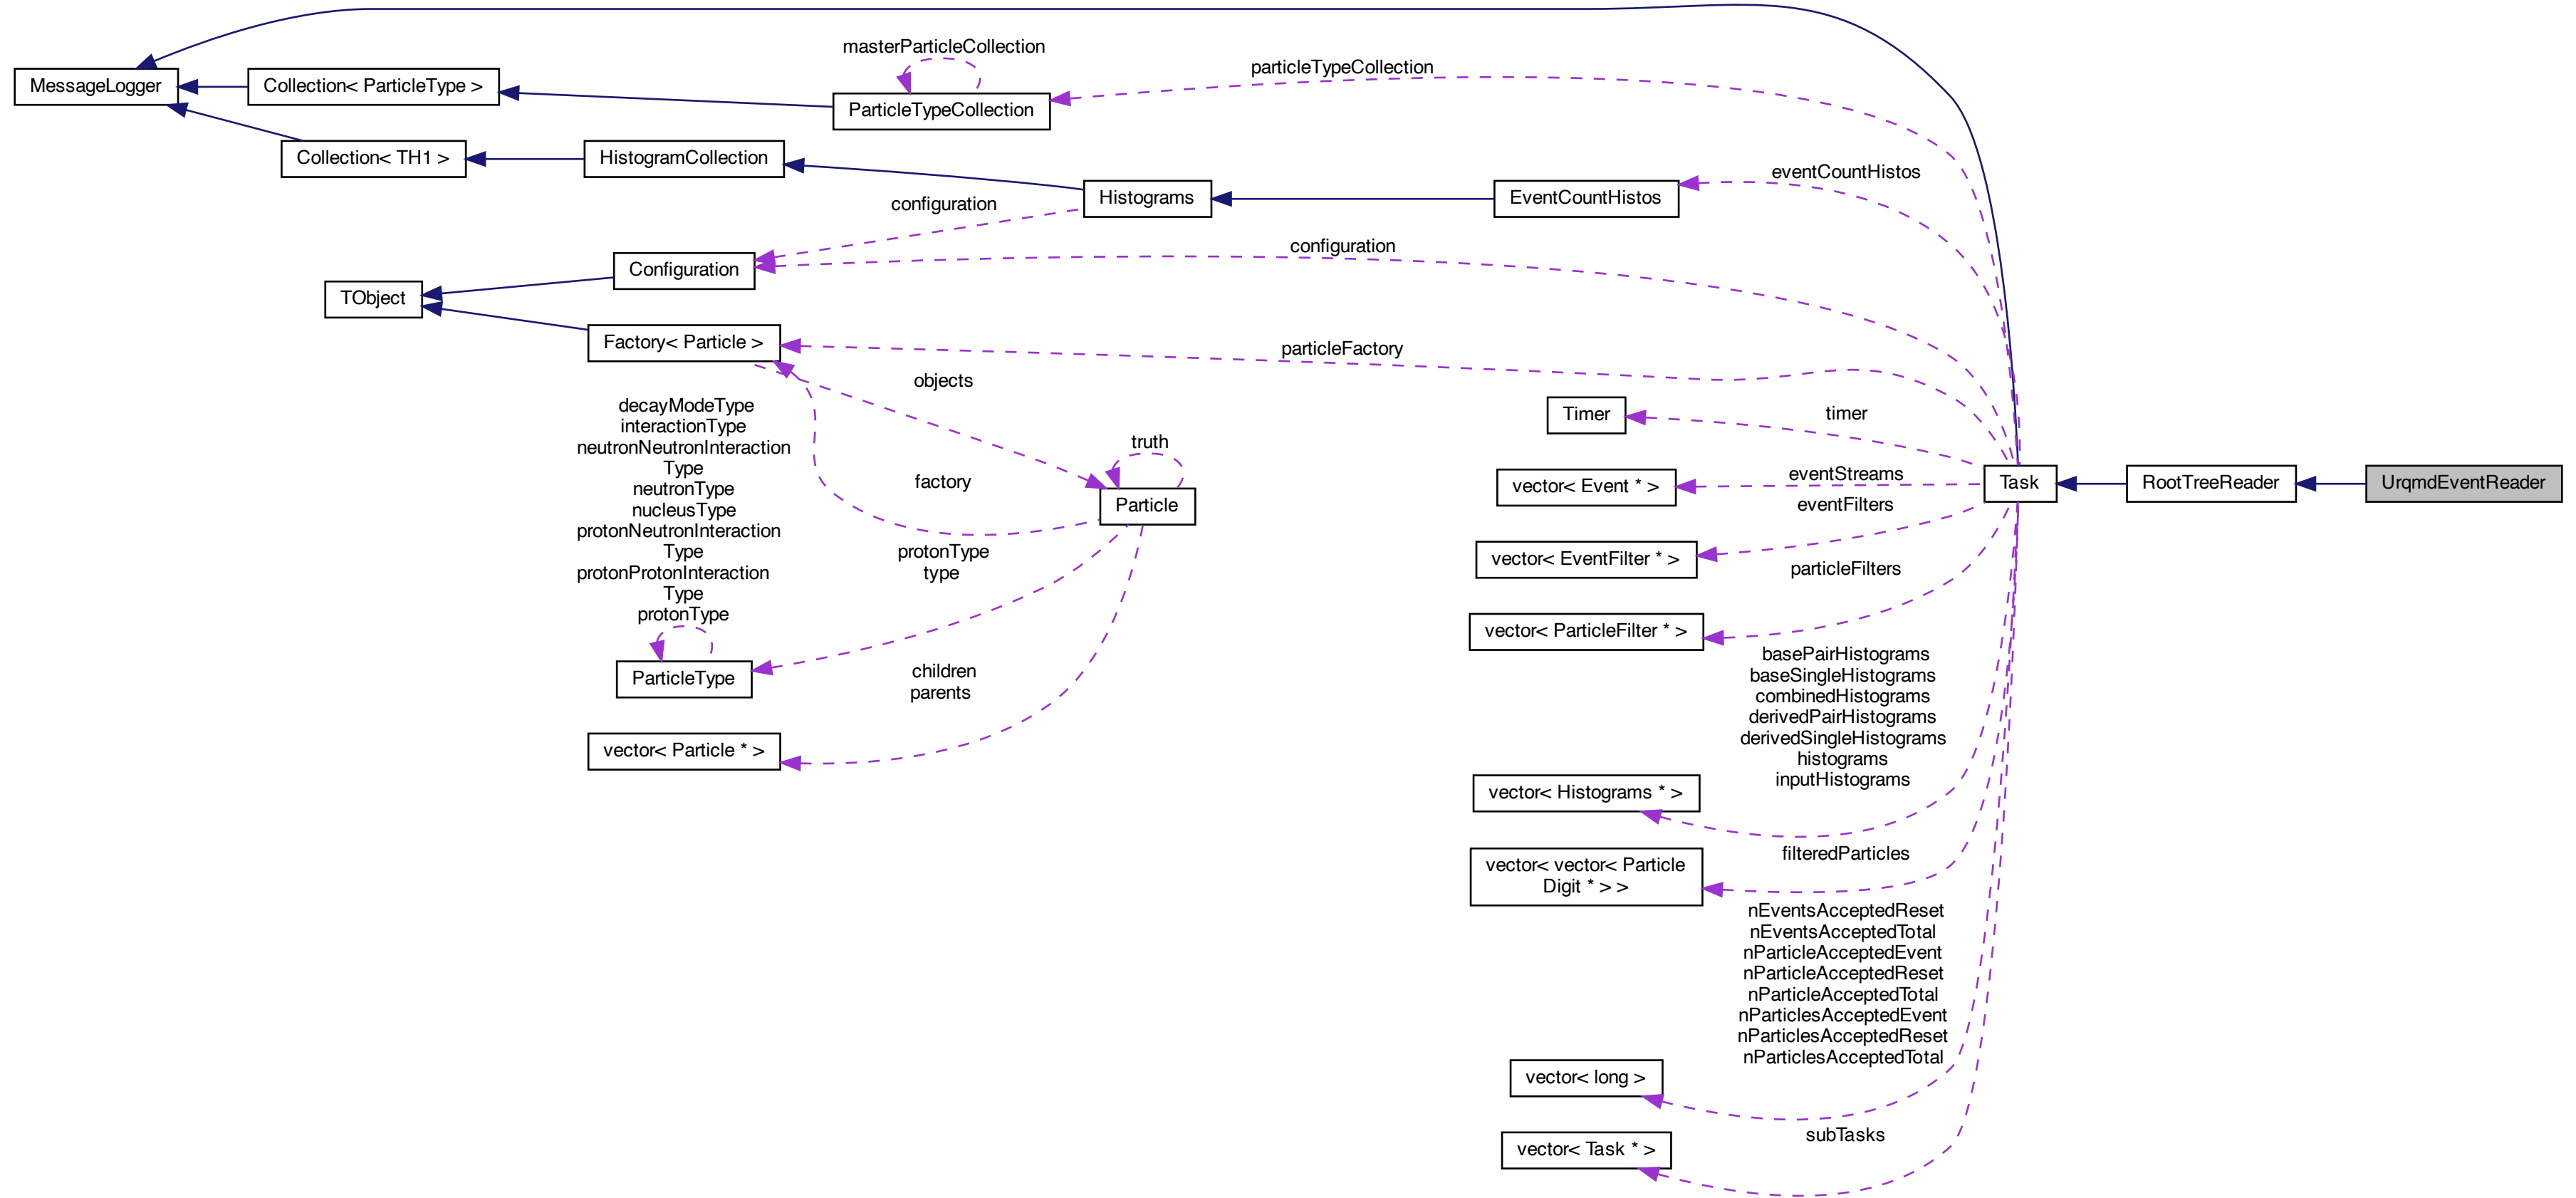 masterParticleCollection
particleTypeCollection
MessageLogger
Collection< ParticleType >
ParticleTypeCollection
Collection< TH1 >
HistogramCollection
eventCountHistos
Histograms
EventCountHistos
configuration
configuration
Configuration
TObject
Factory< Particle >
particleFactory
objects
decayModeType
interactionType
neutronNeutronInteraction
Type
neutronType
nucleusType
protonNeutronInteraction
Type
protonProtonInteraction
Type
protonType
factory
truth
Particle
protonType
type
ParticleType
children
parents
vector< Particle * >
Timer
timer
vector< Event * >
eventStreams
Task
RootTreeReader
UrqmdEventReader
eventFilters
vector< EventFilter * >
particleFilters
vector< ParticleFilter * >
basePairHistograms
baseSingleHistograms
combinedHistograms
derivedPairHistograms
derivedSingleHistograms
histograms
inputHistograms
vector< Histograms * >
filteredParticles
vector< vector< Particle
Digit * > >
nEventsAcceptedReset
nEventsAcceptedTotal
nParticleAcceptedEvent
nParticleAcceptedReset
nParticleAcceptedTotal
nParticlesAcceptedEvent
nParticlesAcceptedReset
nParticlesAcceptedTotal
vector< long >
subTasks
vector< Task * >